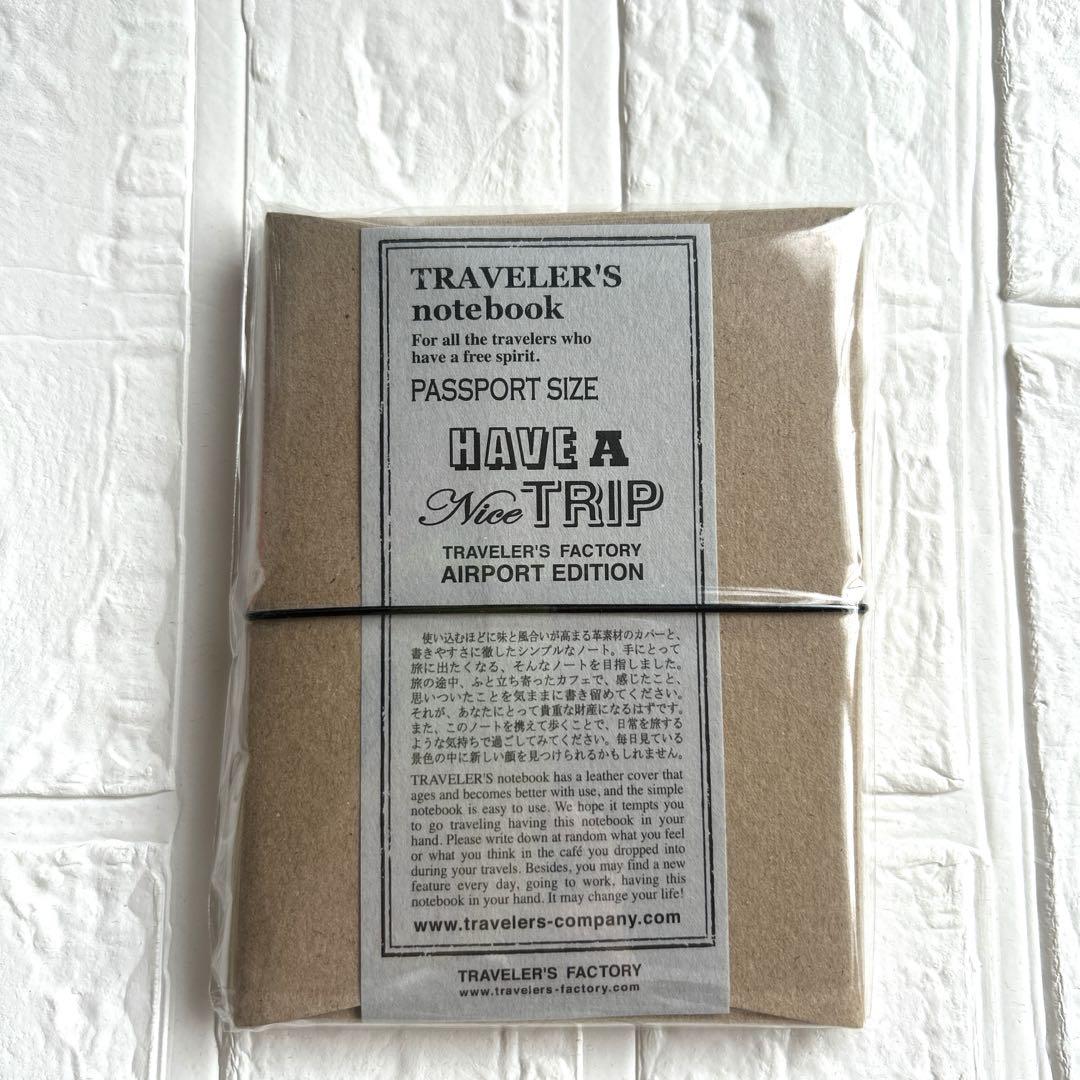 TRAVELER'S
notebook
For all the travelers who
have a free spirit.
PASSPORT SIZE
HAVE A
Nice TRIP
TRAVELER'S FACTORY
AIRPORT EDITION
使い込むほどに味と風合いが高まる革素材のカバーと、
書きやすさに徹したシンプルなノート。手にとって
旅に出たくなる、そんなノートを目指しました。
旅の途中、ふと立ち寄ったカフェで、感じたこと、
思いついたことを気ままに書き留めてください。
それが、あなたにとって貴重な財産になるはずです。
また、このノートを携えて歩くことで、日常を旅する
ような気持ちで過ごしてみてください。毎日見ている
景色の中に新しい顔を見つけられるかもしれません。
TRAVELER'S notebook has a leather cover that
ages and becomes better with use, and the simple
notebook is easy to use. We hope it tempts you
to go traveling having this notebook in your
hand. Please write down at random what you feel
or what you think in the café you dropped into
during your travels. Besides, you may find a new
feature every day, going to work, having this
notebook in your hand. It may change your life!
www.travelers-company.com
TRAVELER'S FACTORY
www.travelers-factory.com